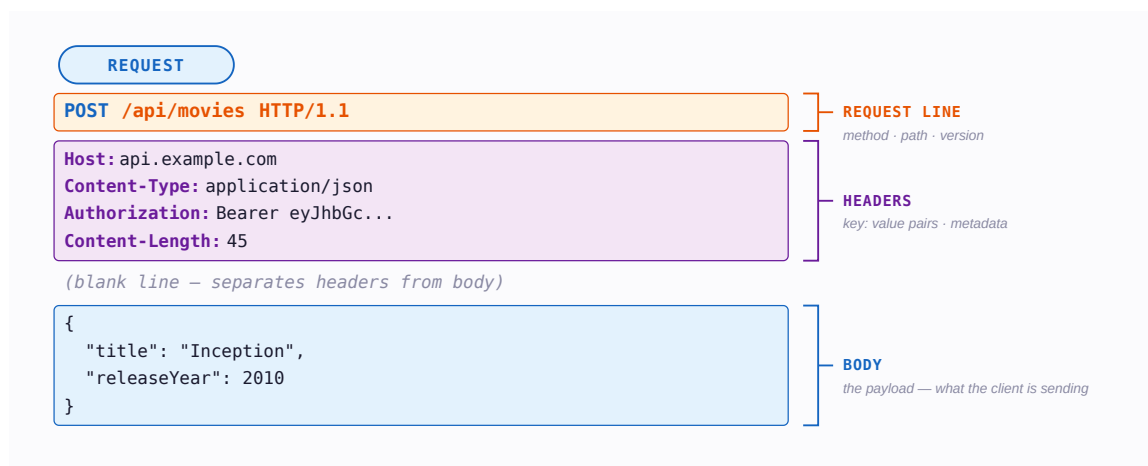 REQUEST
POST /api/movies HTTP/1.1
REQUEST LINE
method · path · version
Host: api.example.com
Content-Type: application/json
Authorization: Bearer eyJhbGc...
Content-Length: 45
HEADERS
key: value pairs · metadata
(blank line — separates headers from body)
{
  "title": "Inception",
  "releaseYear": 2010
}
BODY
the payload — what the client is sending